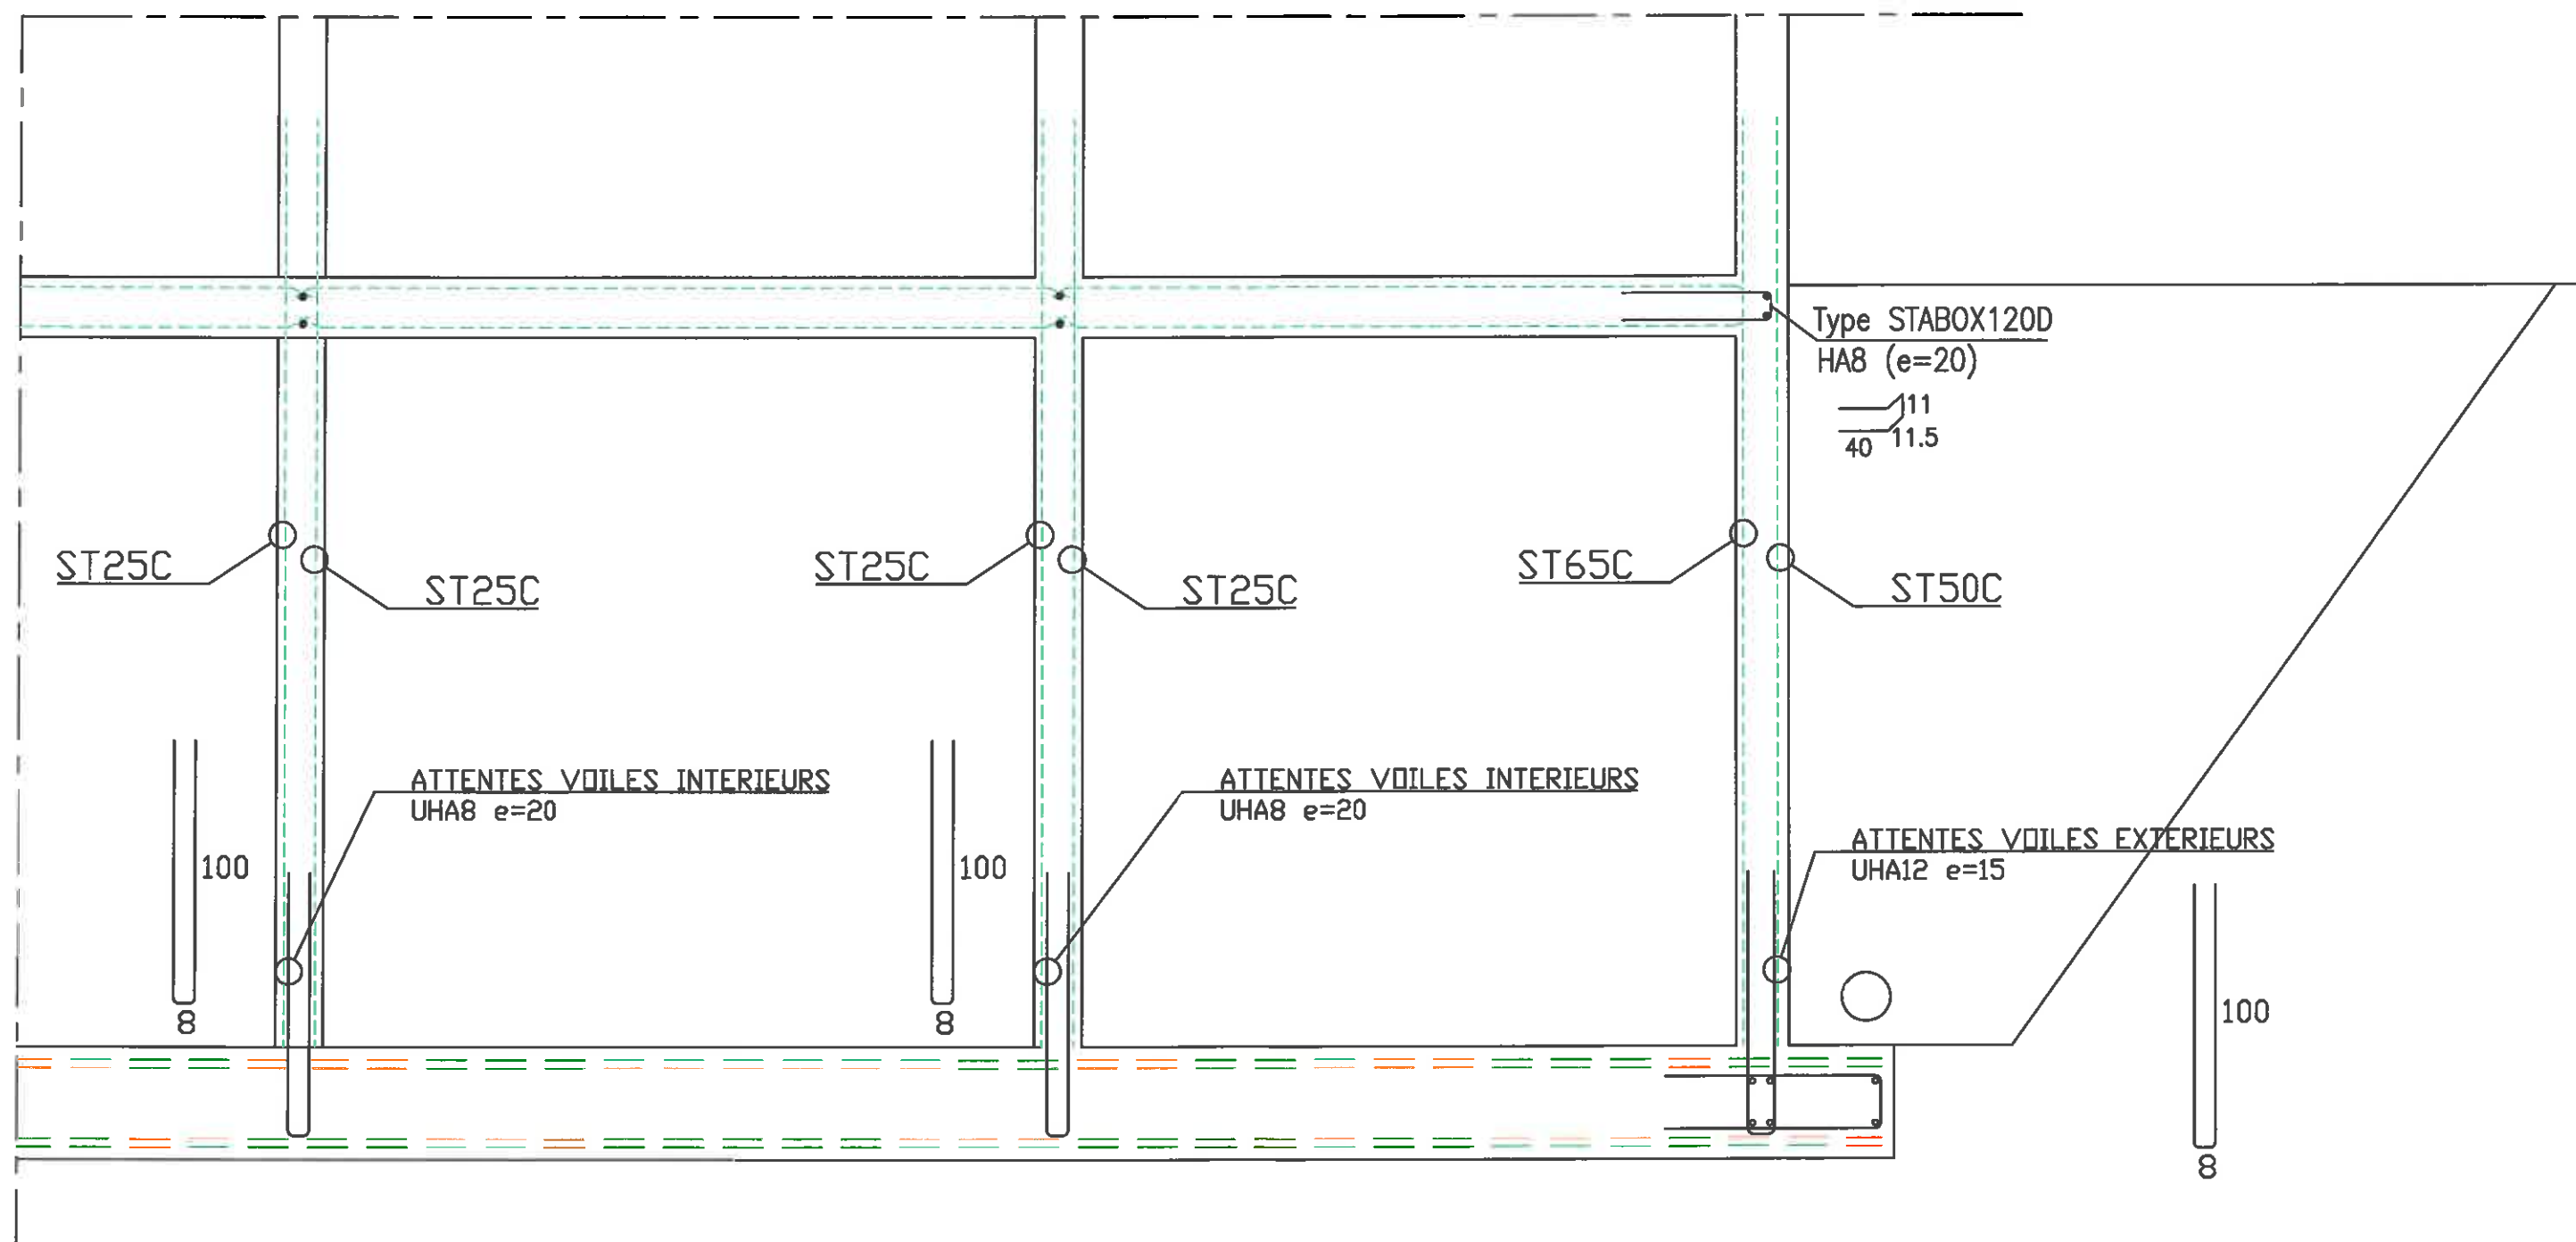 Type STABOX120D
HA8 (e=20)
11
40 11.5
ST25C
ST25C
ST25C
ST25C
ST65C
ST50C
ATTENTES VOILES INTERIEURS
UHA8 e=20
100
8
ATTENTES VOILES INTERIEURS
UHA8 e=20
100
8
ATTENTES VOILES EXTERIEURS
UHA12 e=15
100
8